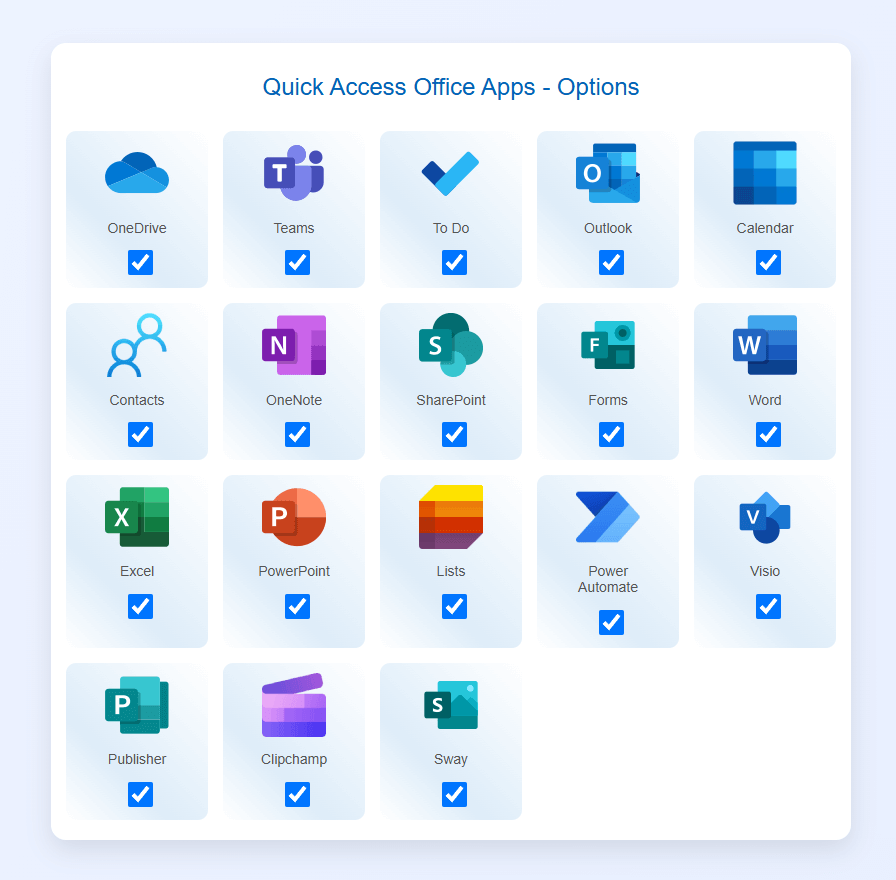 Quick Access Office Apps - Options
T
O
OneDrive
Teams
To Do
Outlook
Calendar
N
S
F
W
Contacts
OneNote
SharePoint
Forms
Word
X
P
V
Excel
PowerPoint
Lists
Power
Automate
Visio
P
S
Publisher
Clipchamp
Sway